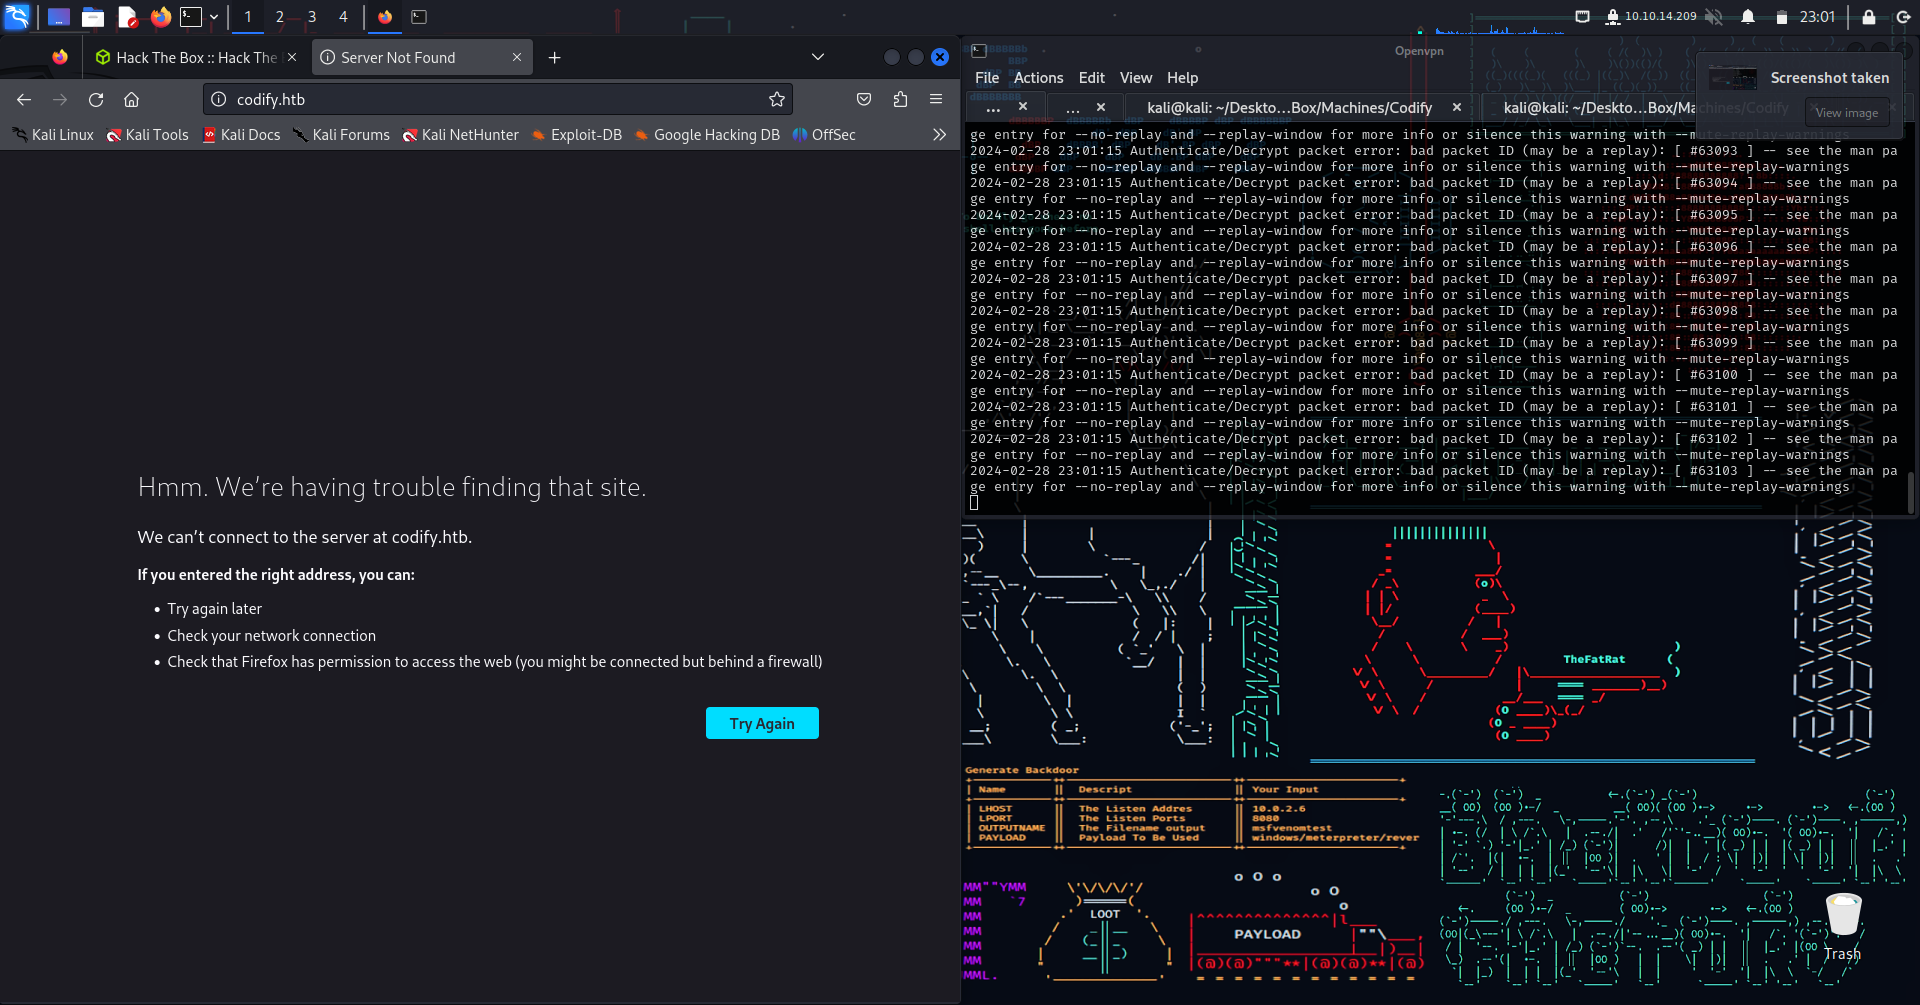 1 2 3 4
10.10.14.209
23:01
Hack The Box :: Hack The
Server Not Found
codify.htb
Kali Linux
Kali Tools
Kali Docs
Kali Forums
Kali NetHunter
Exploit-DB
Google Hacking DB
OffSec
Hmm. We're having trouble finding that site.
We can't connect to the server at codify.htb.
If you entered the right address, you can:
• Try again later
• Check your network connection
• Check that Firefox has permission to access the web (you might be connected but behind a firewall)
Try Again
Openvpn
File Actions Edit View Help
Screenshot taken
View image
...
...
kali@kali: ~/Deskto...Box/Machines/Codify
kali@kali: ~/Deskto...Box/Machines/Codify
ge entry for --no-replay and --replay-window for more info or silence this warning with --mute-replay-warnings
2024-02-28 23:01:15 Authenticate/Decrypt packet error: bad packet ID (may be a replay): [ #63093 ] -- see the man pa
ge entry for --no-replay and --replay-window for more info or silence this warning with --mute-replay-warnings
2024-02-28 23:01:15 Authenticate/Decrypt packet error: bad packet ID (may be a replay): [ #63094 ] -- see the man pa
ge entry for --no-replay and --replay-window for more info or silence this warning with --mute-replay-warnings
2024-02-28 23:01:15 Authenticate/Decrypt packet error: bad packet ID (may be a replay): [ #63095 ] -- see the man pa
ge entry for --no-replay and --replay-window for more info or silence this warning with --mute-replay-warnings
2024-02-28 23:01:15 Authenticate/Decrypt packet error: bad packet ID (may be a replay): [ #63096 ] -- see the man pa
ge entry for --no-replay and --replay-window for more info or silence this warning with --mute-replay-warnings
2024-02-28 23:01:15 Authenticate/Decrypt packet error: bad packet ID (may be a replay): [ #63097 ] -- see the man pa
ge entry for --no-replay and --replay-window for more info or silence this warning with --mute-replay-warnings
2024-02-28 23:01:15 Authenticate/Decrypt packet error: bad packet ID (may be a replay): [ #63098 ] -- see the man pa
ge entry for --no-replay and --replay-window for more info or silence this warning with --mute-replay-warnings
2024-02-28 23:01:15 Authenticate/Decrypt packet error: bad packet ID (may be a replay): [ #63099 ] -- see the man pa
ge entry for --no-replay and --replay-window for more info or silence this warning with --mute-replay-warnings
2024-02-28 23:01:15 Authenticate/Decrypt packet error: bad packet ID (may be a replay): [ #63100 ] -- see the man pa
ge entry for --no-replay and --replay-window for more info or silence this warning with --mute-replay-warnings
2024-02-28 23:01:15 Authenticate/Decrypt packet error: bad packet ID (may be a replay): [ #63101 ] -- see the man pa
ge entry for --no-replay and --replay-window for more info or silence this warning with --mute-replay-warnings
2024-02-28 23:01:15 Authenticate/Decrypt packet error: bad packet ID (may be a replay): [ #63102 ] -- see the man pa
ge entry for --no-replay and --replay-window for more info or silence this warning with --mute-replay-warnings
2024-02-28 23:01:15 Authenticate/Decrypt packet error: bad packet ID (may be a replay): [ #63103 ] -- see the man pa
ge entry for --no-replay and --replay-window for more info or silence this warning with --mute-replay-warnings
TheFatRat
Generate Backdoor
Name || Descript || Your Input
LHOST || The Listen Addres || 10.0.2.6
LPORT || The Listen Ports || 8080
OUTPUTNAME || The Filename output || msfvenomtest
PAYLOAD || Payload To Be Used || windows/meterpreter/rever
LOOT
PAYLOAD
Trash